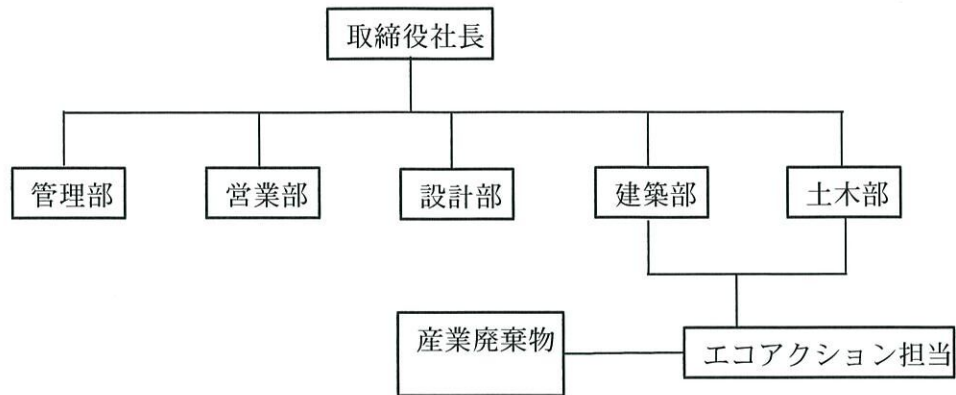 取締役社長
管理部
営業部
設計部
建築部
土木部
産業廃棄物
エコアクション担当